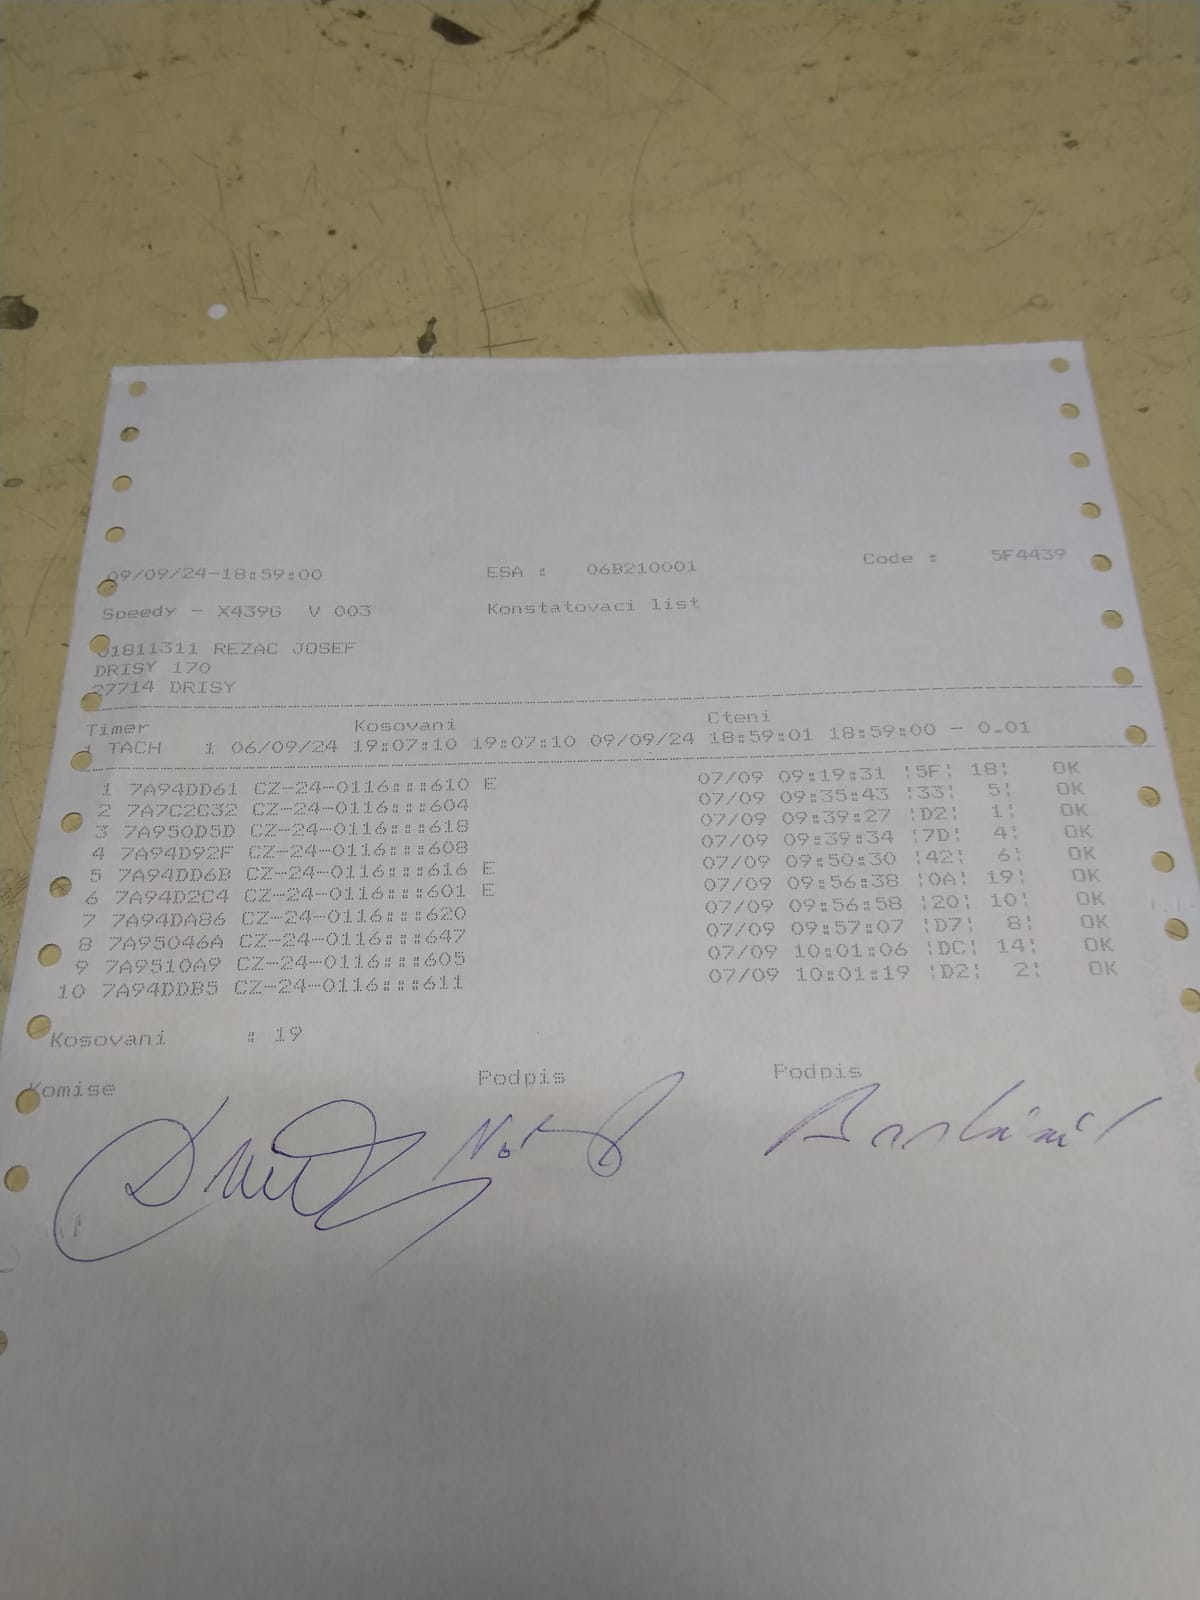 09/09/24-18:59:00 ESA : 06B210001 Code : 5F4439
Speedy - X439G V 003 Konstatovaci list
01811311 REZAC JOSEF
DRISY 170
27714 DRISY
Timer Kosovani Cteni
1 TACH 1 06/09/24 19:07:10 19:07:10 09/09/24 18:59:01 18:59:00 - 0.01
1 7A94DD61 CZ-24-0116:::610 E 07/09 09:19:31 ¦5F¦ 18¦ OK
2 7A7C2C32 CZ-24-0116:::604 07/09 09:35:43 ¦33¦ 5¦ OK
3 7A950D5D CZ-24-0116:::618 07/09 09:39:27 ¦D2¦ 1¦ OK
4 7A94D92F CZ-24-0116:::608 07/09 09:39:34 ¦7D¦ 4¦ OK
5 7A94DD6B CZ-24-0116:::616 E 07/09 09:50:30 ¦42¦ 6¦ OK
6 7A94D2C4 CZ-24-0116:::601 E 07/09 09:56:38 ¦0A¦ 19¦ OK
7 7A94DA86 CZ-24-0116:::620 07/09 09:56:58 ¦20¦ 10¦ OK
8 7A95046A CZ-24-0116:::647 07/09 09:57:07 ¦D7¦ 8¦ OK
9 7A9510A9 CZ-24-0116:::605 07/09 10:01:06 ¦DC¦ 14¦ OK
10 7A94DDB5 CZ-24-0116:::611 07/09 10:01:19 ¦D2¦ 2¦ OK
Kosovani : 19
Komise Podpis Podpis